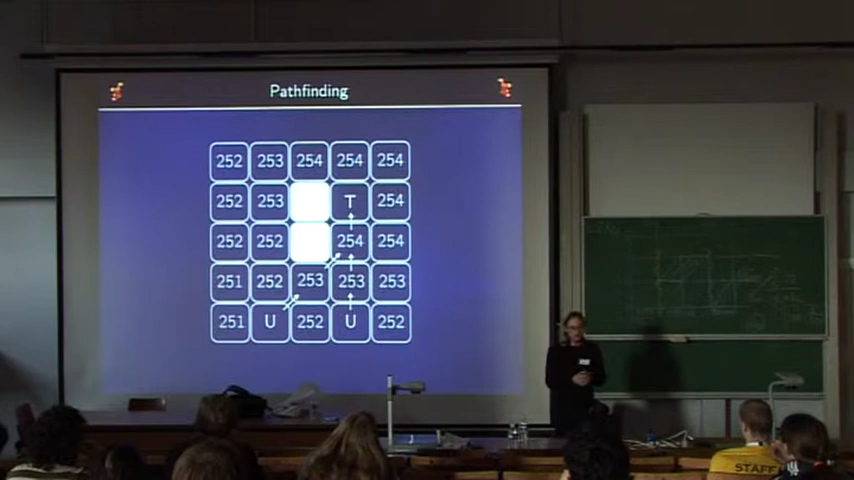 Pathfinding
252 253 254 254 254
252 253 T 254
252 252 254 254
251 252 253 253 253
251 U 252 U 252
STAFF